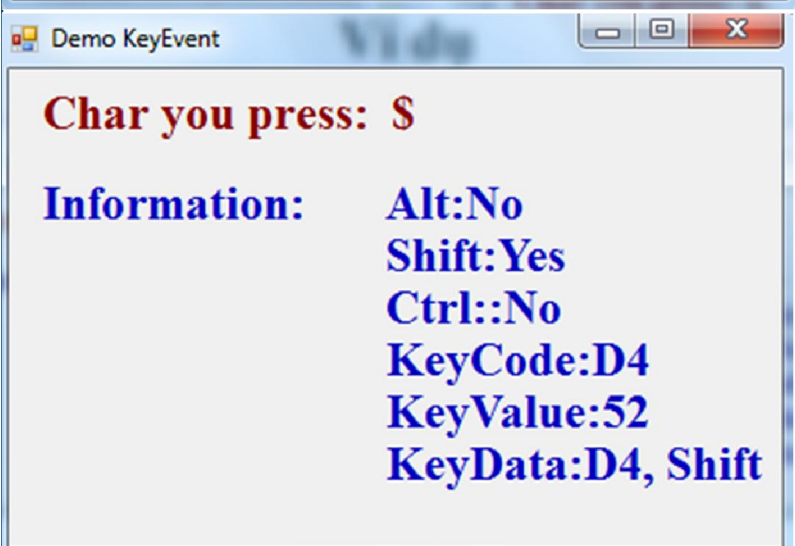 Demo KeyEvent
Char you press: $
Information: Alt:No
Shift:Yes
Ctrl::No
KeyCode:D4
KeyValue:52
KeyData:D4, Shift